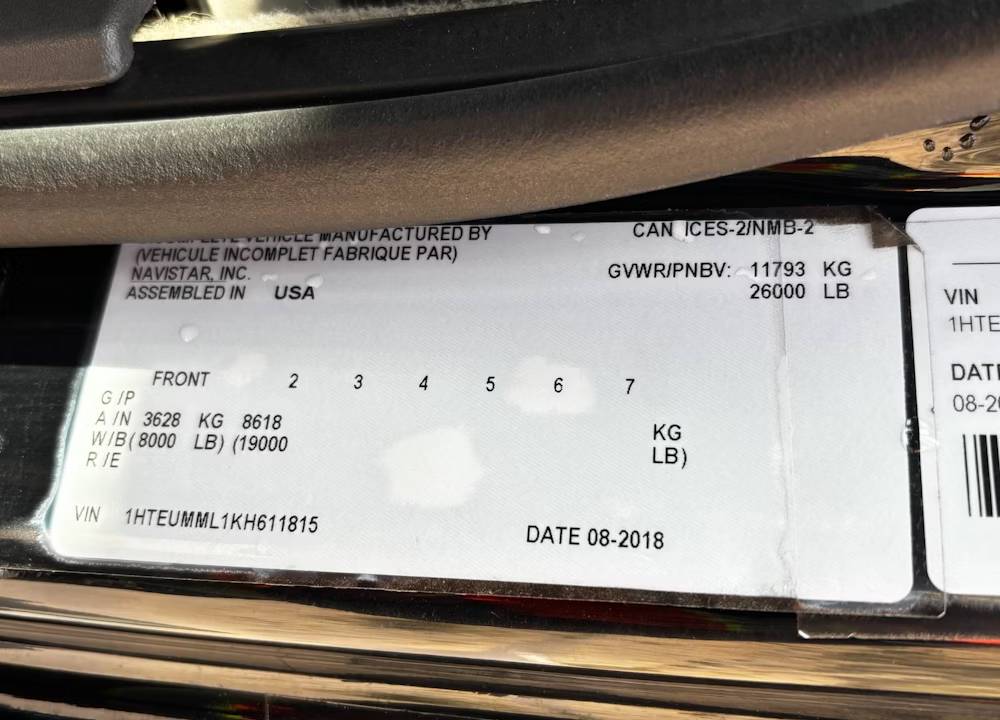 VEHICLE MANUFACTURED BY
(VEHICULE INCOMPLET FABRIQUE PAR)
NAVISTAR, INC.
ASSEMBLED IN USA
CAN ICES-2/NMB-2
GVWR/PNBV: 11793 KG
26000 LB
FRONT 2 3 4 5 6 7
G /P
A /N 3628 KG 8618 KG
W/B (8000 LB) (19000 LB)
R /E
VIN 1HTEUMML1KH611815
DATE 08-2018
VIN
1HTE
DATE
08-20